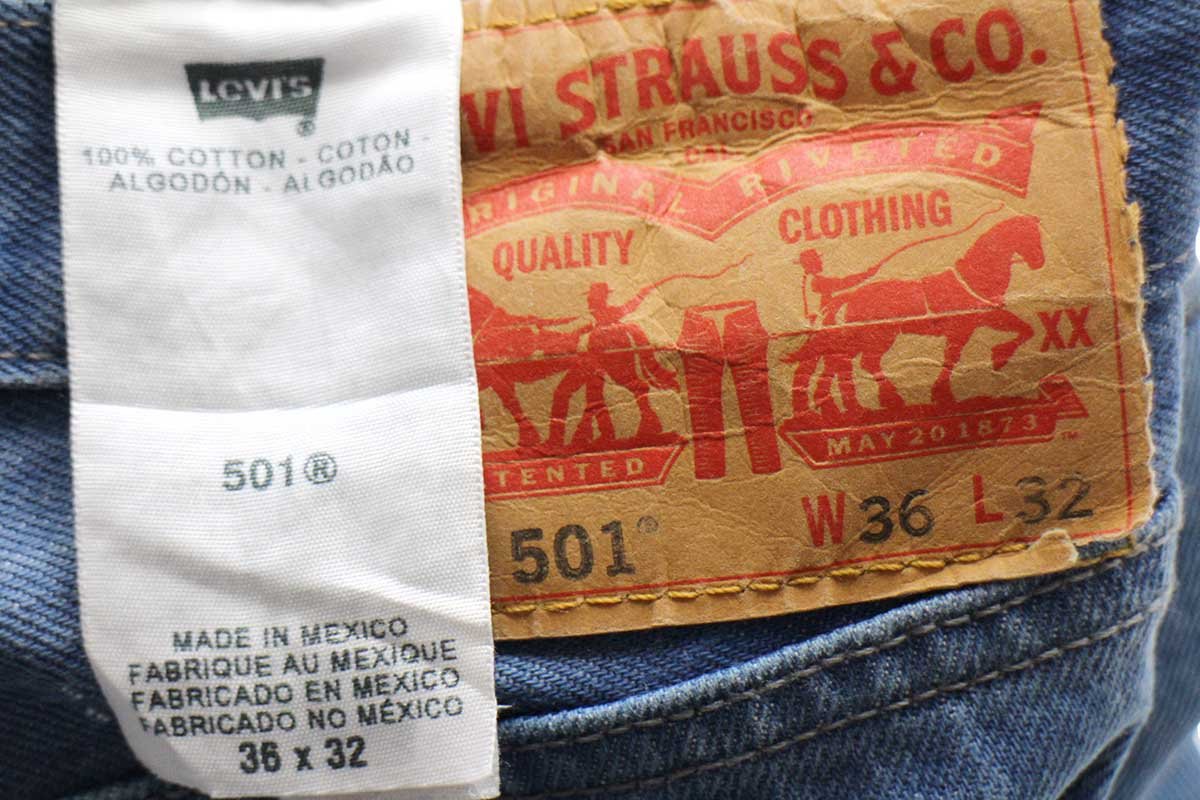 LEVI'S
®
100% COTTON - COTON -
ALGODÓN - ALGODÃO
501®
MADE IN MEXICO
FABRIQUE AU MEXIQUE
FABRICADO EN MEXICO
FABRICADO NO MÉXICO
36 x 32
VI STRAUSS & CO.
SAN FRANCISCO
CAL
RIGINAL RIVETED
QUALITY CLOTHING
XX
TENTED
MAY 20 1873
™
501® W 36 L 32